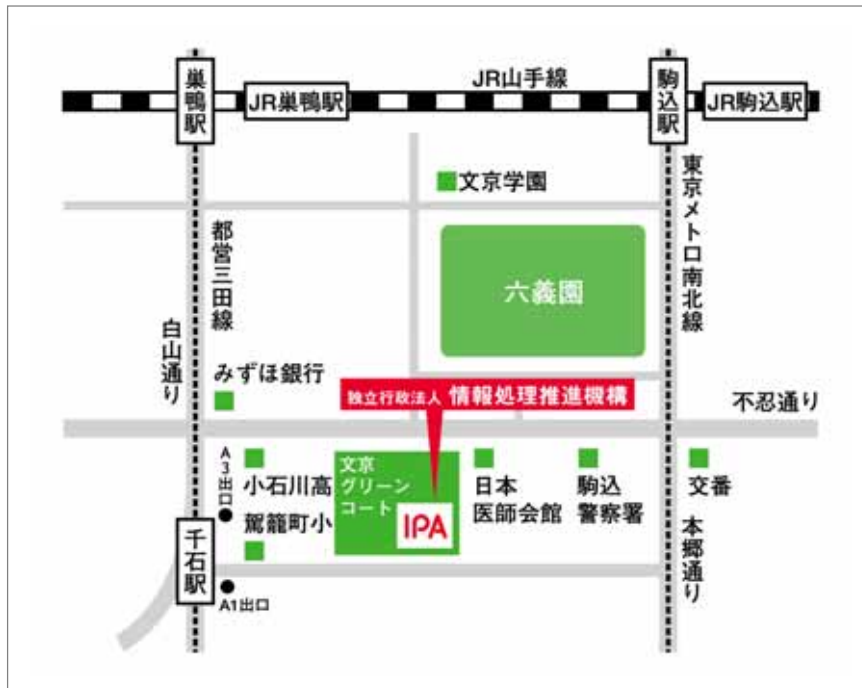 JR山手線
巣鴨駅
JR巣鴨駅
駒込駅
JR駒込駅
文京学園
東京メトロ南北線
都営三田線
六義園
白山通り
みずほ銀行
独立行政法人 情報処理推進機構
不忍通り
A3出口
小石川高
文京
グリーン
コート
IPA
日本
医師会館
駒込
警察署
交番
駕籠町小
千石駅
本郷通り
A1出口